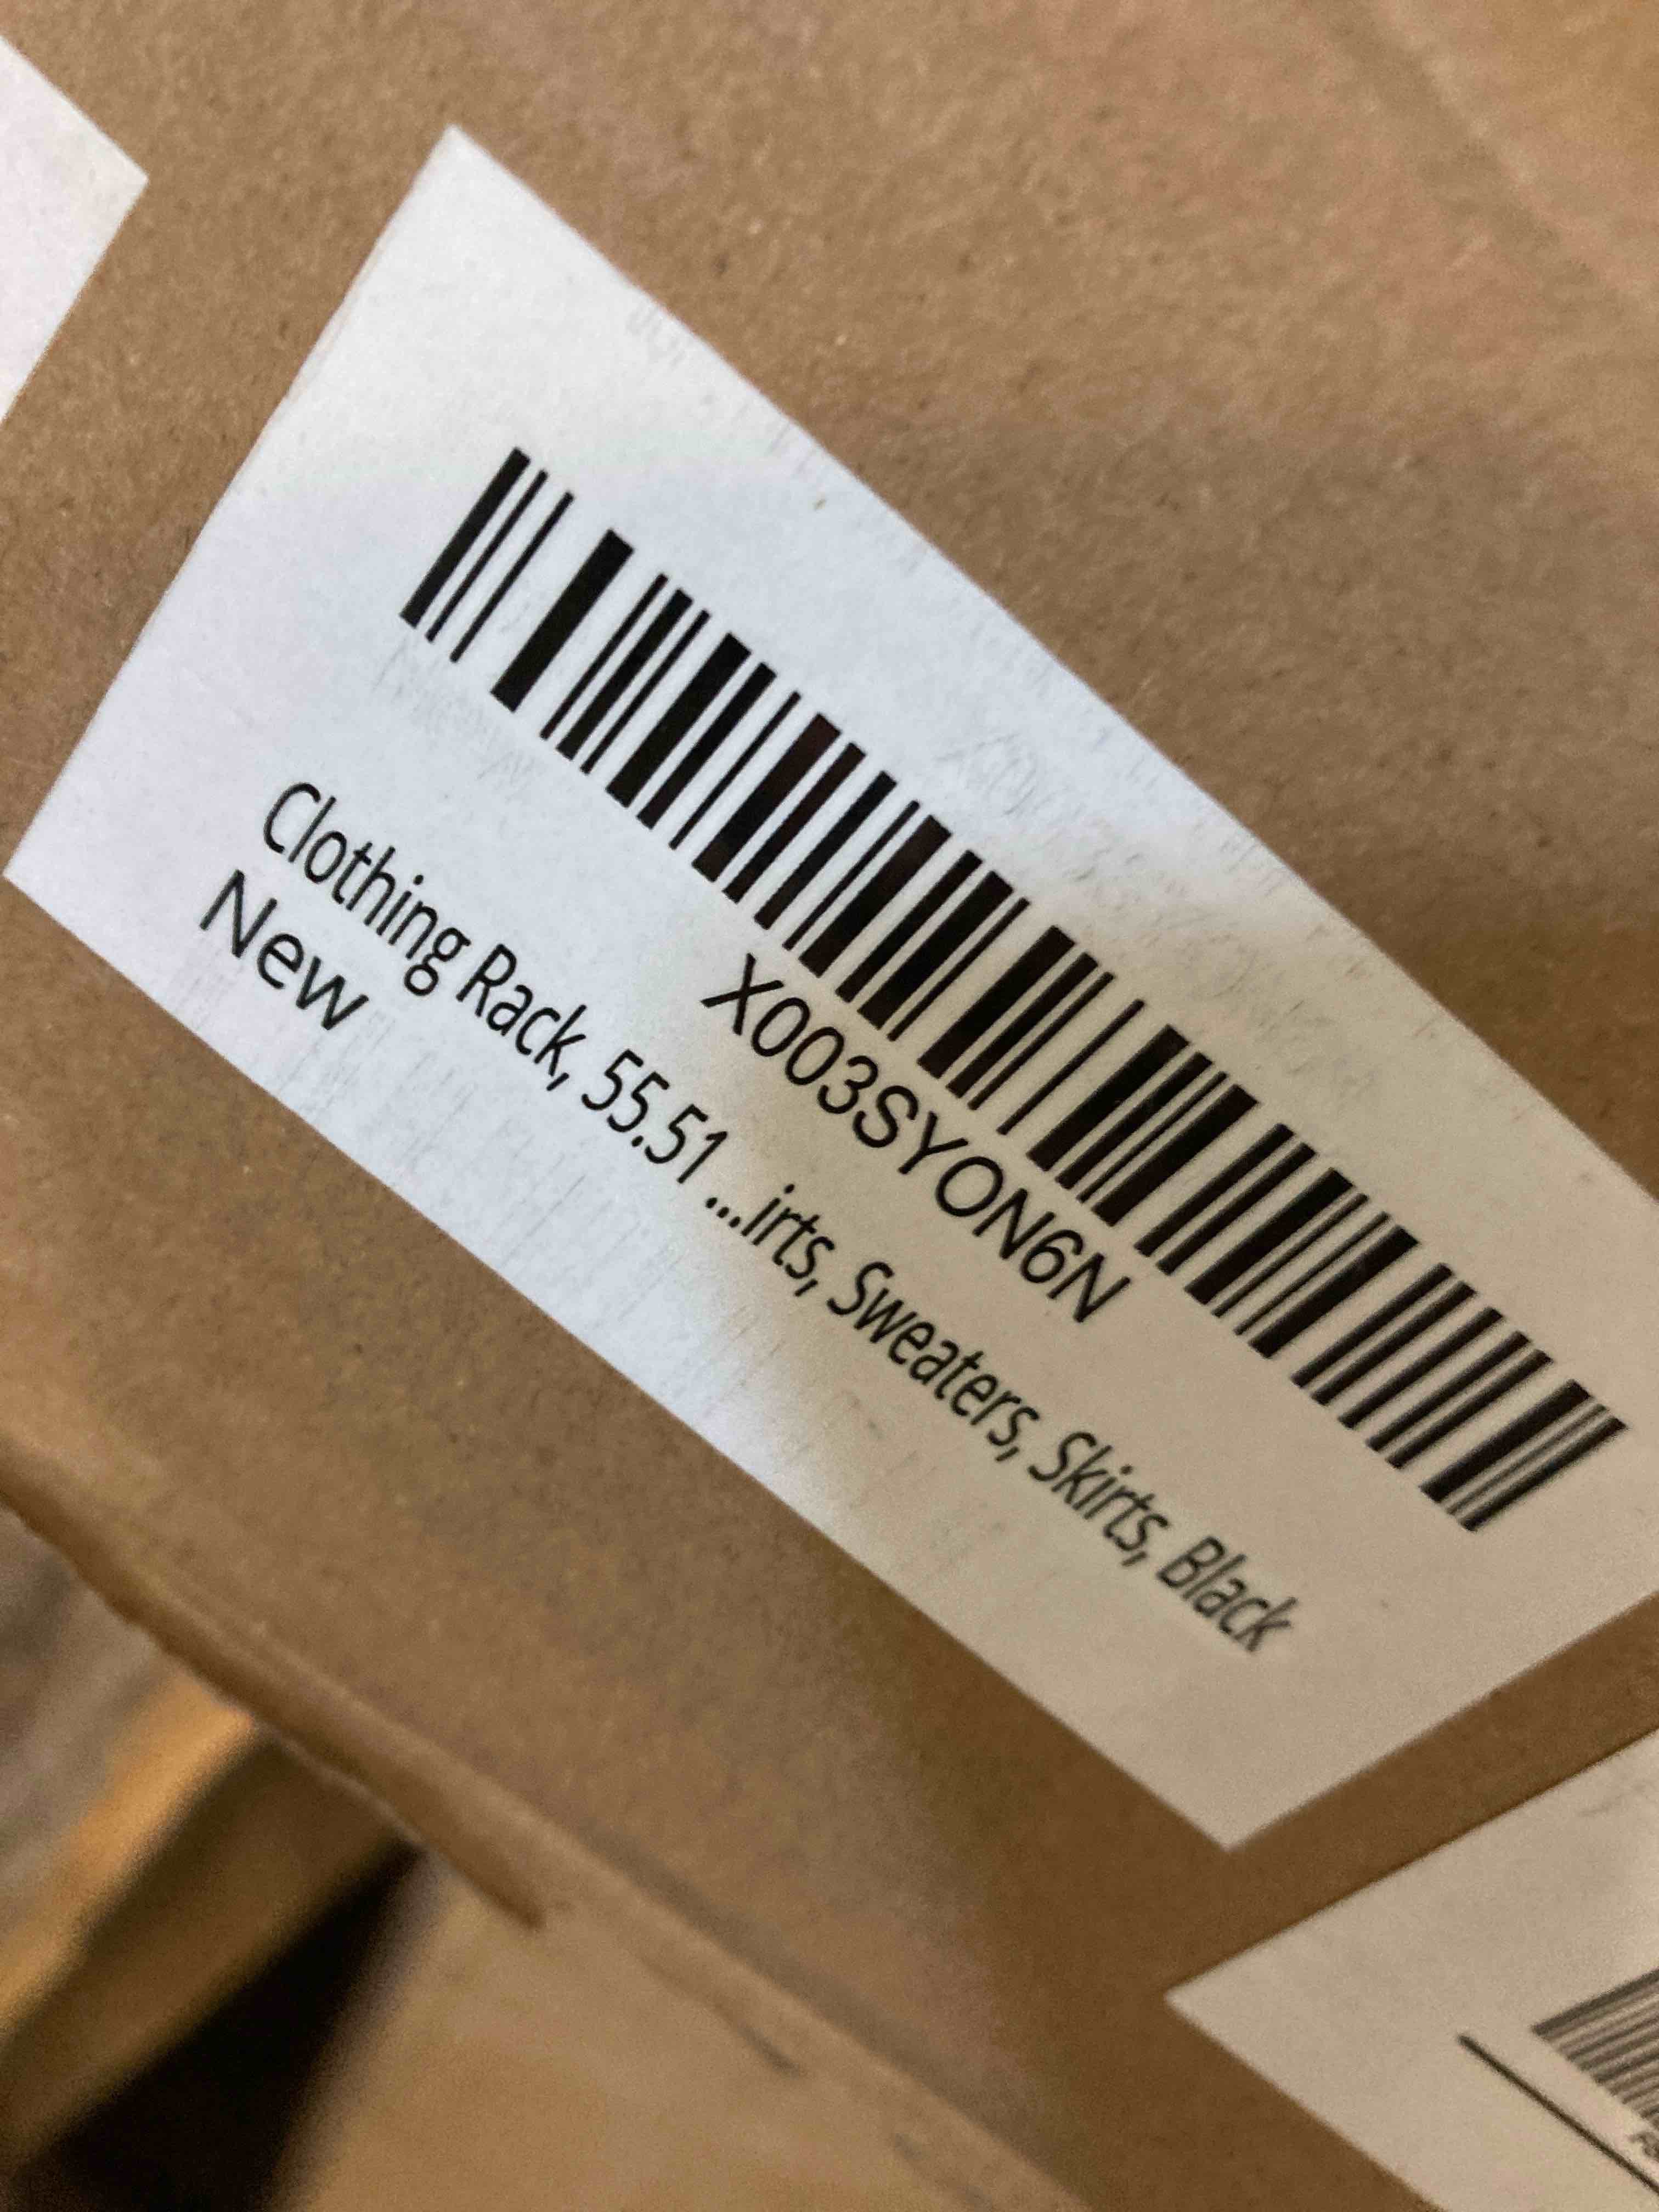 X003SYON6N
Clothing Rack, 55.51 ...irts, Sweaters, Skirts, Black
New